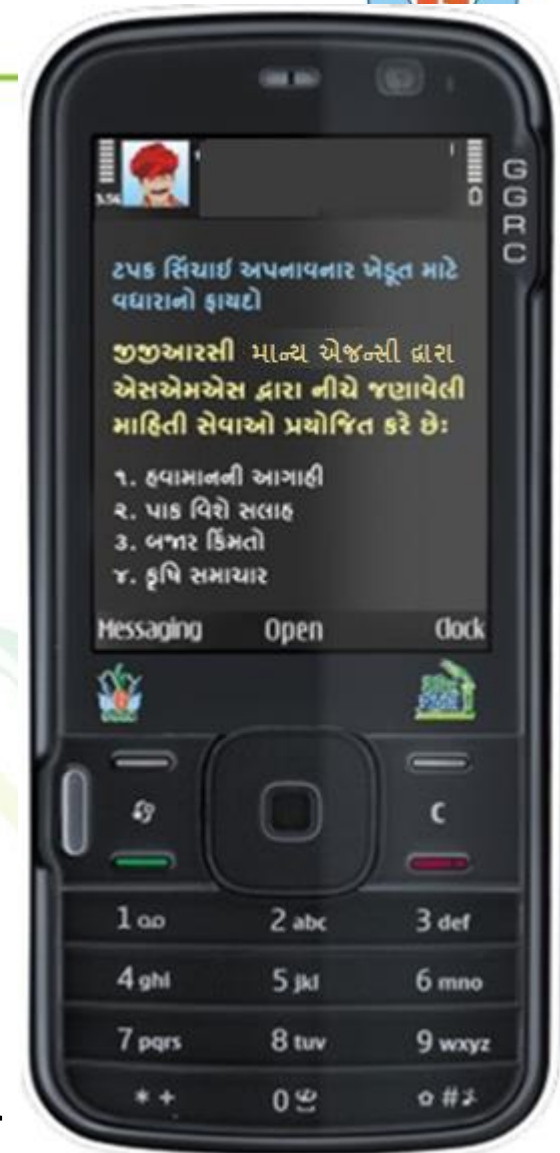 3:56
GGRC
ટપક સિંચાઇ અપનાવનાર ખેડૂત માટે
વધારાનો ફાયદો
જીજીઆરસી માન્ય એજન્સી દ્વારા
એસએમએસ દ્વારા નીચે જણાવેલી
માહિતી સેવાઓ પ્રયોજિત કરે છેઃ
૧. હવામાનની આગાહી
૨. પાક વિશે સલાહ
૩. બજાર કિંમતો
૪. કૃષિ સમાચાર
Messaging Open Clock
C
1 2 abc 3 def
4 ghi 5 jkl 6 mno
7 pqrs 8 tuv 9 wxyz
* + 0 #